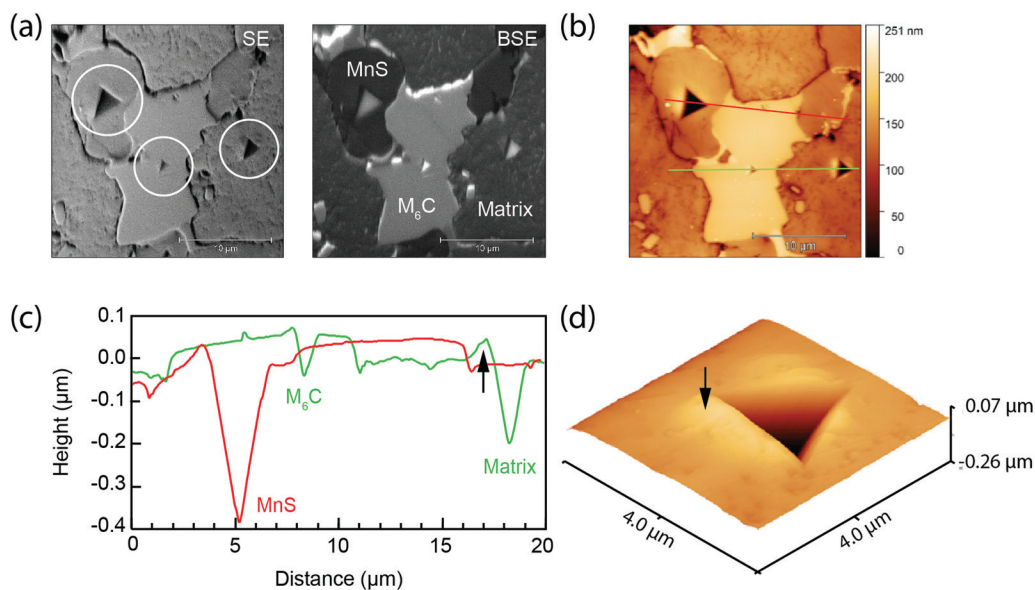 (a)
SE
10 µm
BSE
MnS
M₆C
Matrix
10 µm
(b)
10 µm
251 nm
200
150
100
50
0
(c)
Height (µm)
0.1
0.0
-0.1
-0.2
-0.3
-0.4
M₆C
Matrix
MnS
0
5
10
15
20
Distance (µm)
(d)
0.07 µm
-0.26 µm
4.0 µm
4.0 µm